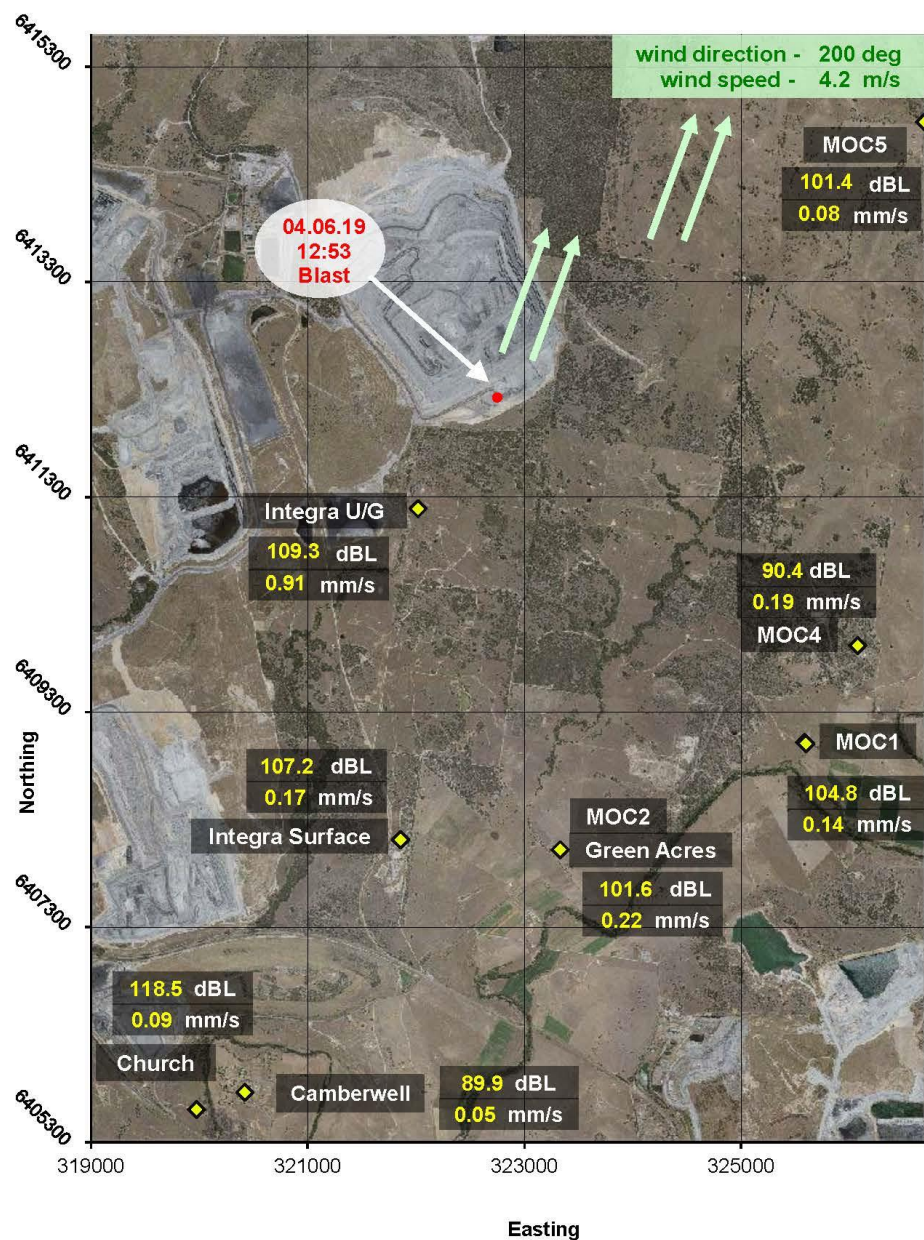 wind direction - 200 deg
wind speed - 4.2 m/s
6415300
MOC5
101.4 dBL
0.08 mm/s
04.06.19
12:53
Blast
6413300
6411300
Integra U/G
109.3 dBL
0.91 mm/s
90.4 dBL
0.19 mm/s
MOC4
6409300
Northing
107.2 dBL
0.17 mm/s
Integra Surface
MOC1
104.8 dBL
0.14 mm/s
MOC2
Green Acres
101.6 dBL
0.22 mm/s
6407300
118.5 dBL
0.09 mm/s
Church
Camberwell
89.9 dBL
0.05 mm/s
6405300
319000
321000
323000
325000
Easting